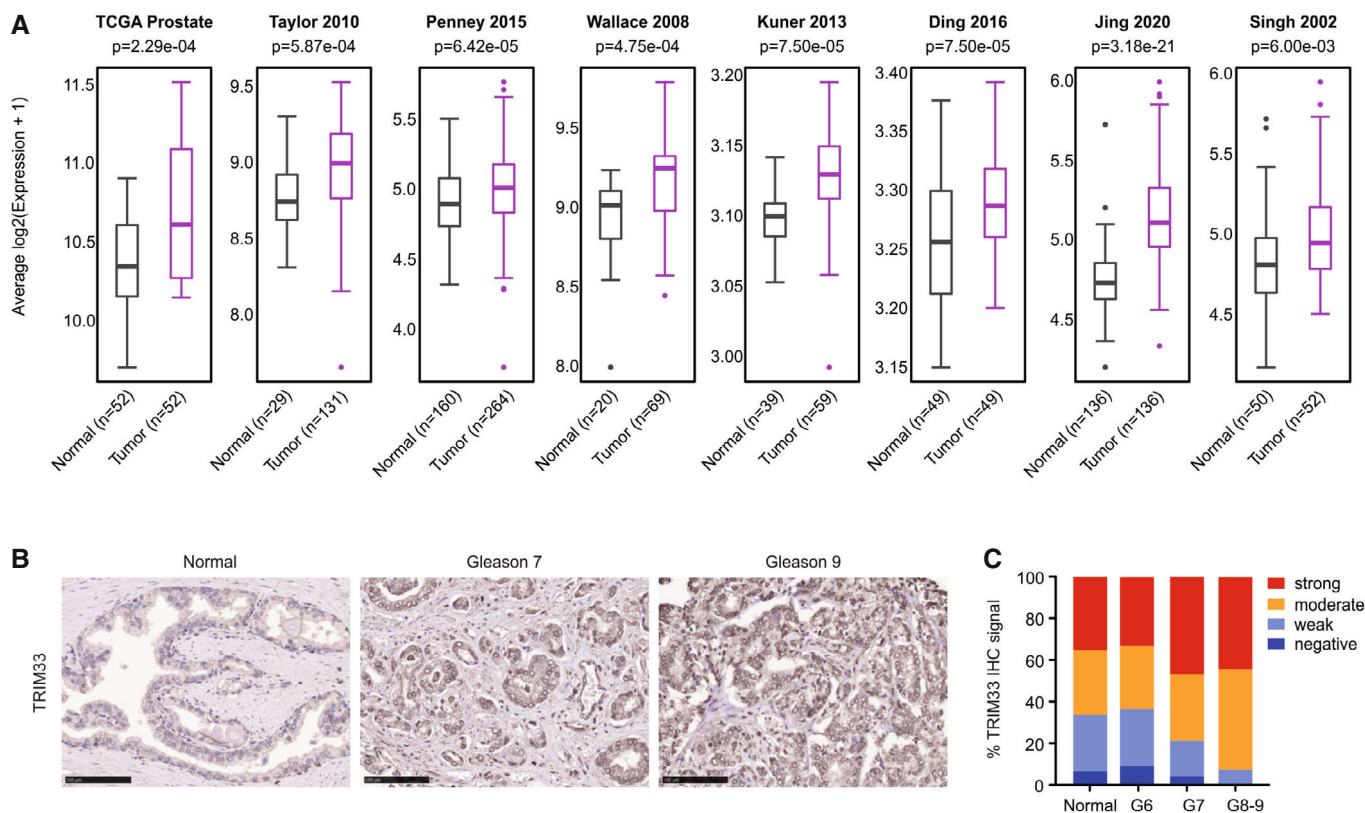 A
TCGA Prostate
p=2.29e-04
Taylor 2010
p=5.87e-04
Penney 2015
p=6.42e-05
Wallace 2008
p=4.75e-04
Kuner 2013
p=7.50e-05
Ding 2016
p=7.50e-05
Jing 2020
p=3.18e-21
Singh 2002
p=6.00e-03
Average log2(Expression + 1)
11.5
11.0
10.5
10.0
Normal (n=52)
Tumor (n=52)
9.5
9.0
8.5
8.0
Normal (n=29)
Tumor (n=131)
5.5
5.0
4.5
4.0
Normal (n=160)
Tumor (n=264)
9.5
9.0
8.5
8.0
Normal (n=20)
Tumor (n=69)
3.20
3.15
3.10
3.05
3.00
Normal (n=39)
Tumor (n=59)
3.40
3.35
3.30
3.25
3.20
3.15
Normal (n=49)
Tumor (n=49)
6.0
5.5
5.0
4.5
Normal (n=136)
Tumor (n=136)
6.0
5.5
5.0
4.5
Normal (n=50)
Tumor (n=52)
B
Normal
Gleason 7
Gleason 9
TRIM33
100 µm
100 µm
100 µm
C
% TRIM33 IHC signal
100
80
60
40
20
0
Normal
G6
G7
G8-9
strong
moderate
weak
negative